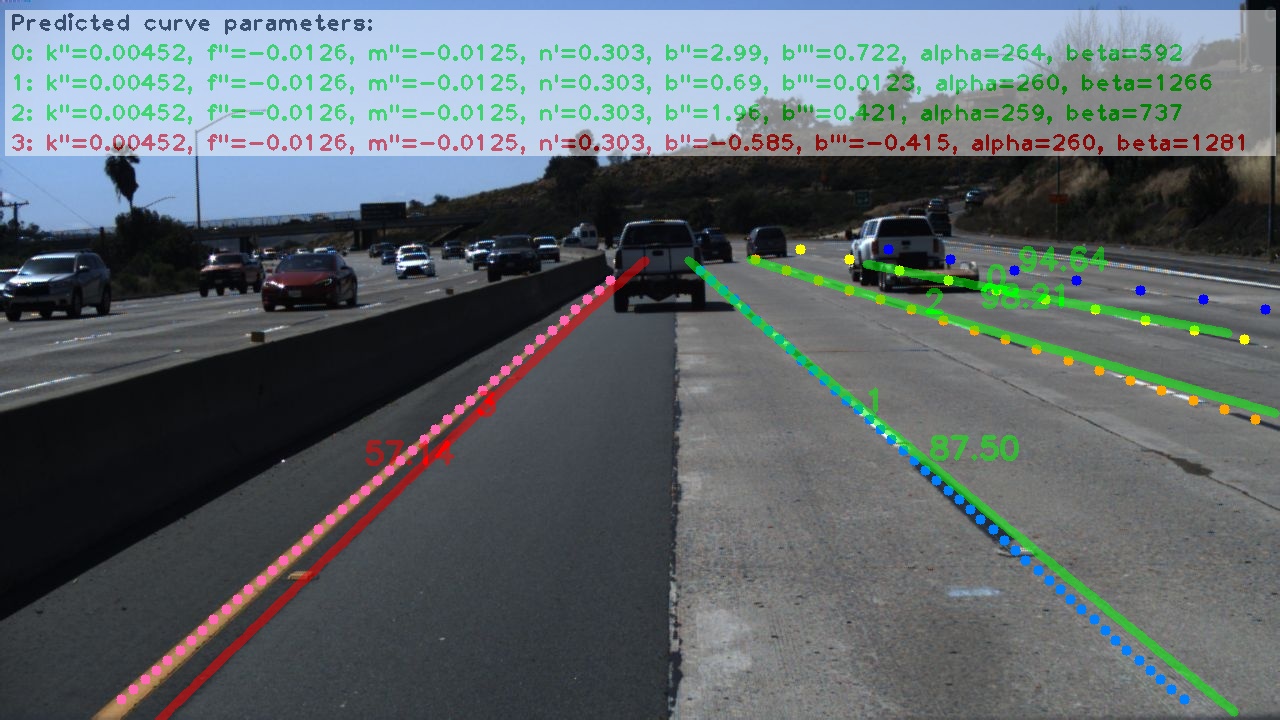 Predicted curve parameters:
0: k''=0.00452, f''=-0.0126, m''=-0.0125, n'=0.303, b''=2.99, b'''=0.722, alpha=264, beta=592
1: k''=0.00452, f''=-0.0126, m''=-0.0125, n'=0.303, b''=0.69, b'''=0.0123, alpha=260, beta=1266
2: k''=0.00452, f''=-0.0126, m''=-0.0125, n'=0.303, b''=1.96, b'''=0.421, alpha=259, beta=737
3: k''=0.00452, f''=-0.0126, m''=-0.0125, n'=0.303, b''=-0.585, b'''=-0.415, alpha=260, beta=1281
94.64
0
2
98.21
1
3
87.50
57.14